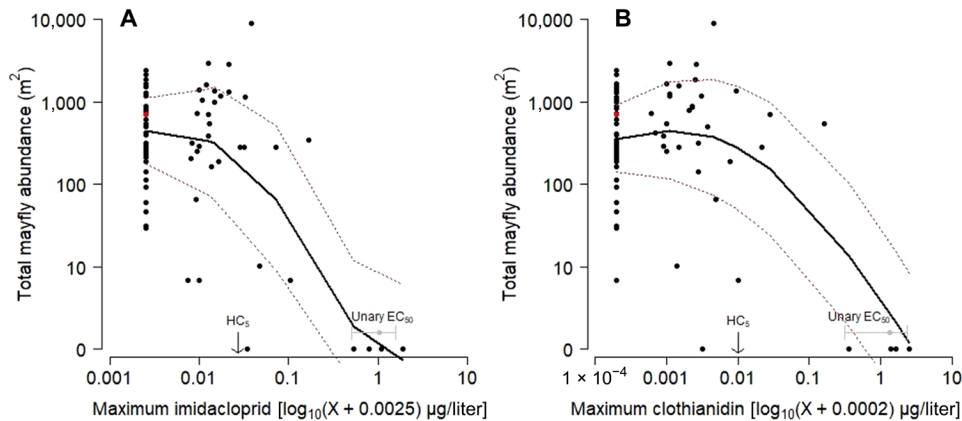 A
Total mayfly abundance (m²)
10,000
1,000
100
10
0
HC₅
Unary EC₅₀
0.001
0.01
0.1
1
10
Maximum imidacloprid [log₁₀(X + 0.0025) µg/liter]
B
Total mayfly abundance (m²)
10,000
1,000
100
10
0
HC₅
Unary EC₅₀
1 × 10⁻⁴
0.001
0.01
0.1
1
10
Maximum clothianidin [log₁₀(X + 0.0002) µg/liter]